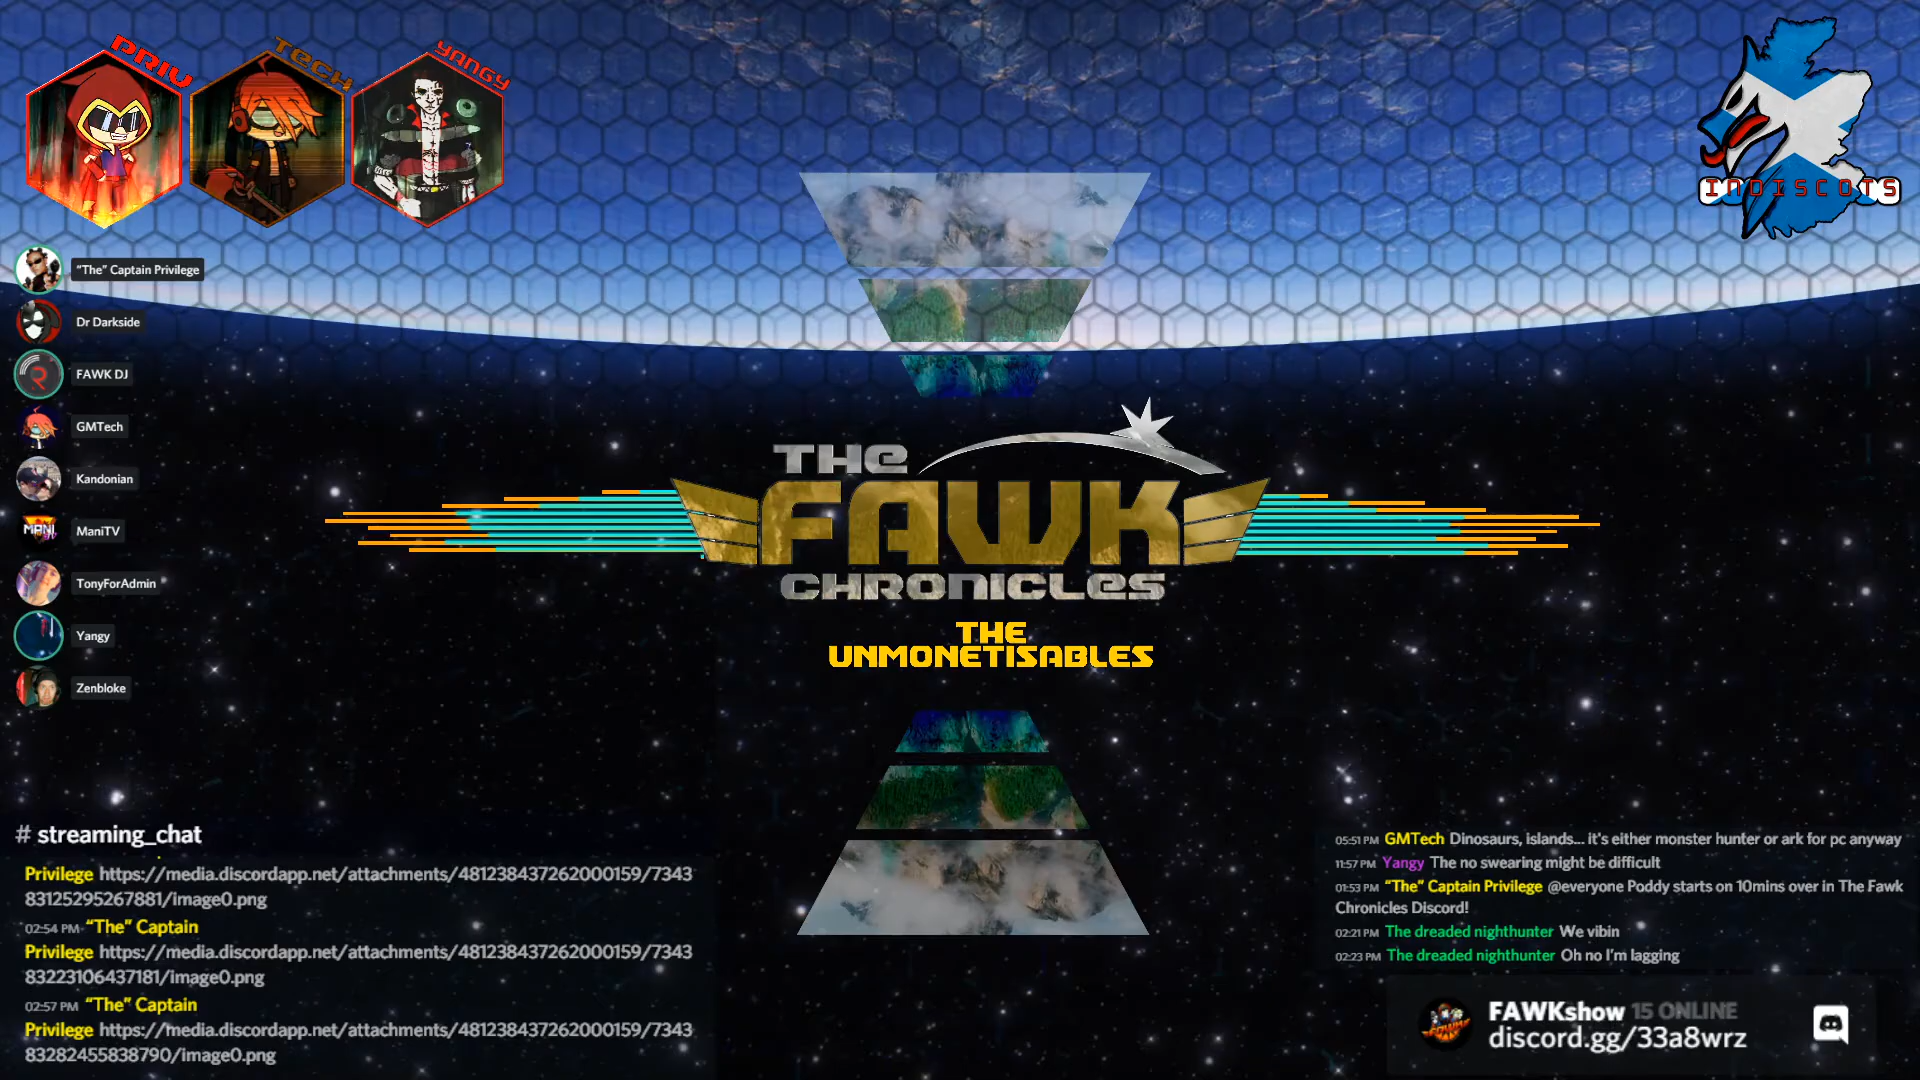 PRIV
TECH
YANGY
INDISCOTS
“The” Captain Privilege
Dr Darkside
FAWK DJ
GMTech
Kandonian
MANI
ManiTV
TonyForAdmin
Yangy
Zenbloke
THE
FAWK
CHRONICLES
THE
UNMONETISABLES
# streaming_chat
Privilege https://media.discordapp.net/attachments/481238437262000159/7343
83125295267881/image0.png
02:54 PM “The” Captain
Privilege https://media.discordapp.net/attachments/481238437262000159/7343
83223106437181/image0.png
02:57 PM “The” Captain
Privilege https://media.discordapp.net/attachments/481238437262000159/7343
83282455838790/image0.png
05:51 PM GMTech Dinosaurs, islands... it's either monster hunter or ark for pc anyway
11:57 PM Yangy The no swearing might be difficult
01:53 PM “The” Captain Privilege @everyone Poddy starts on 10mins over in The Fawk
Chronicles Discord!
02:21 PM The dreaded nighthunter We vibin
02:23 PM The dreaded nighthunter Oh no I'm lagging
FAWKshow 15 ONLINE
discord.gg/33a8wrz